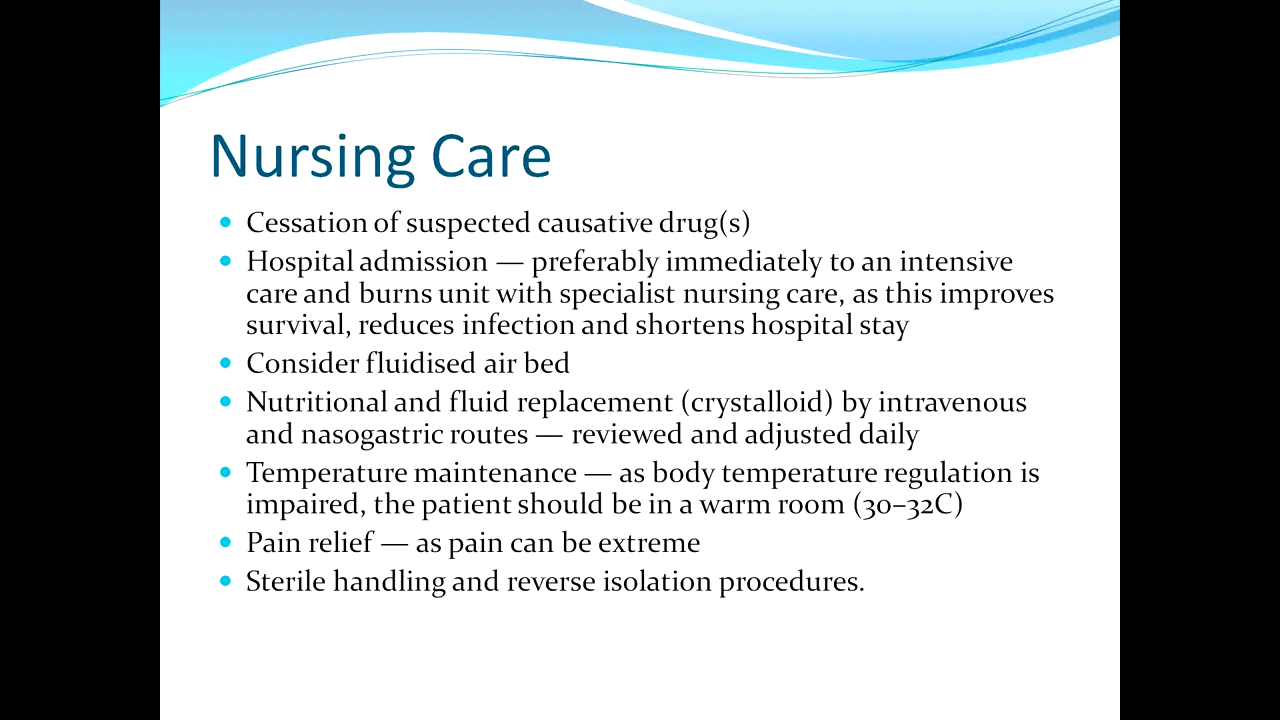 Nursing Care
• Cessation of suspected causative drug(s)
• Hospital admission — preferably immediately to an intensive
care and burns unit with specialist nursing care, as this improves
survival, reduces infection and shortens hospital stay
• Consider fluidised air bed
• Nutritional and fluid replacement (crystalloid) by intravenous
and nasogastric routes — reviewed and adjusted daily
• Temperature maintenance — as body temperature regulation is
impaired, the patient should be in a warm room (30–32C)
• Pain relief — as pain can be extreme
• Sterile handling and reverse isolation procedures.